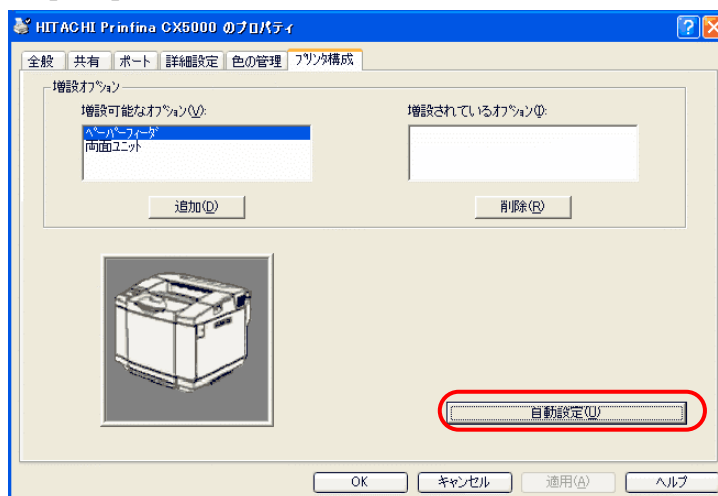 HITACHI Prinfina CX5000 のプロパティ
全般 共有 ポート 詳細設定 色の管理 プリンタ構成
増設オプション
増設可能なオプション(V): 増設されているオプション(I):
ペーパーフィーダ
両面ユニット
追加(D) 削除(R)
自動設定(U)
OK キャンセル 適用(A) ヘルプ